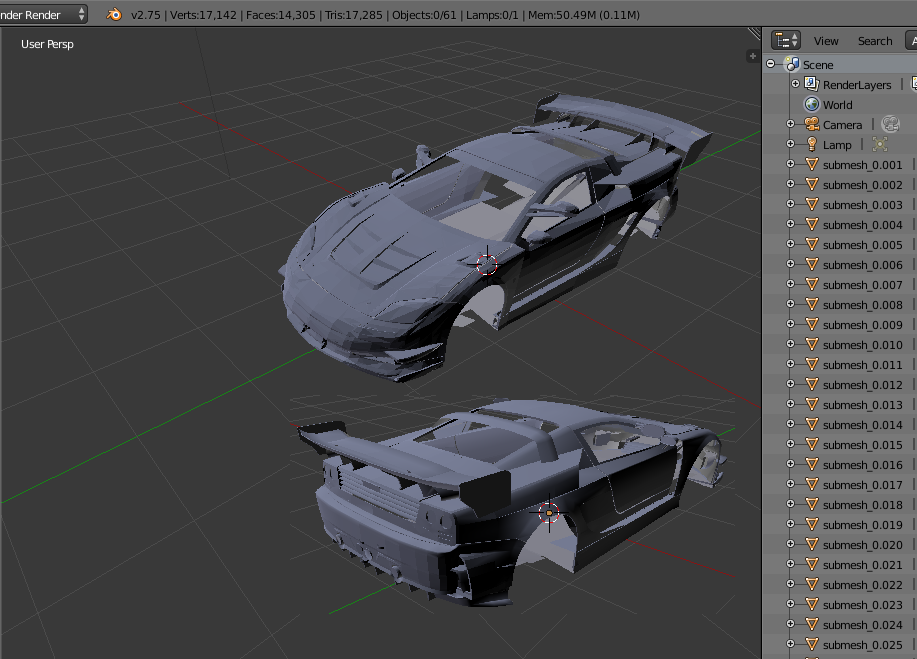 nder Render v2.75 | Verts:17,142 | Faces:14,305 | Tris:17,285 | Objects:0/61 | Lamps:0/1 | Mem:50.49M (0.11M)
User Persp
View Search A
Scene
RenderLayers
World
Camera
Lamp
submesh_0.001
submesh_0.002
submesh_0.003
submesh_0.004
submesh_0.005
submesh_0.006
submesh_0.007
submesh_0.008
submesh_0.009
submesh_0.010
submesh_0.011
submesh_0.012
submesh_0.013
submesh_0.014
submesh_0.015
submesh_0.016
submesh_0.017
submesh_0.018
submesh_0.019
submesh_0.020
submesh_0.021
submesh_0.022
submesh_0.023
submesh_0.024
submesh_0.025